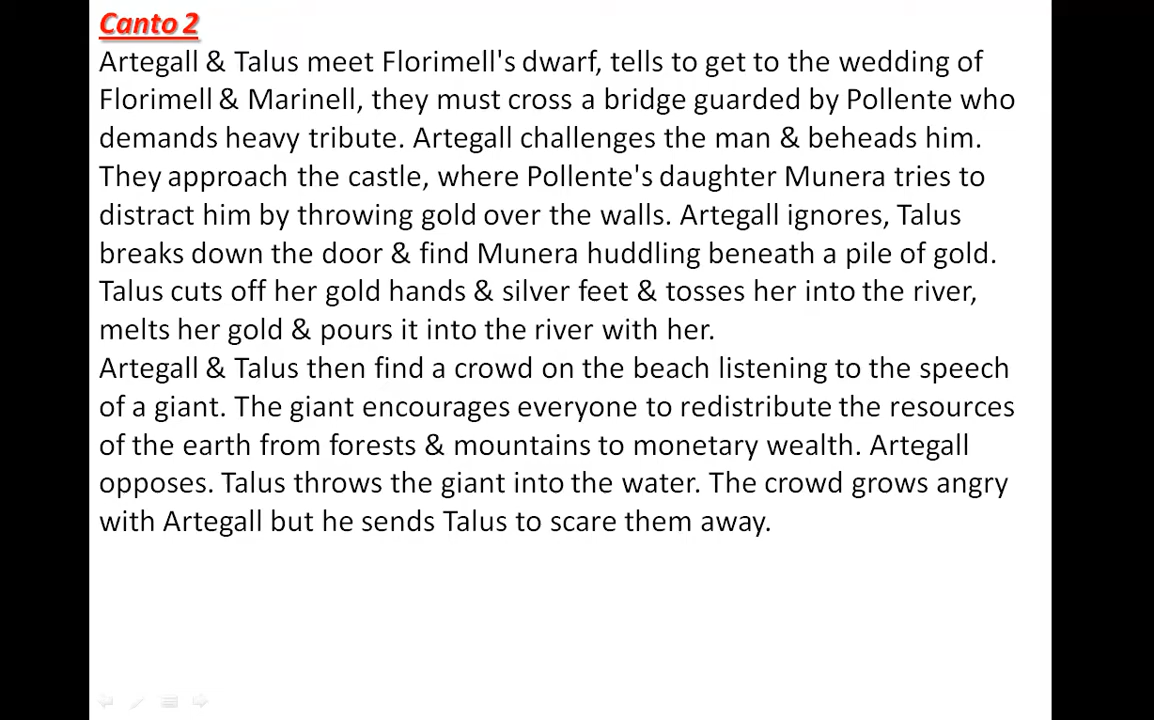 Canto 2
Artegall & Talus meet Florimell's dwarf, tells to get to the wedding of
Florimell & Marinell, they must cross a bridge guarded by Pollente who
demands heavy tribute. Artegall challenges the man & beheads him.
They approach the castle, where Pollente's daughter Munera tries to
distract him by throwing gold over the walls. Artegall ignores, Talus
breaks down the door & find Munera huddling beneath a pile of gold.
Talus cuts off her gold hands & silver feet & tosses her into the river,
melts her gold & pours it into the river with her.
Artegall & Talus then find a crowd on the beach listening to the speech
of a giant. The giant encourages everyone to redistribute the resources
of the earth from forests & mountains to monetary wealth. Artegall
opposes. Talus throws the giant into the water. The crowd grows angry
with Artegall but he sends Talus to scare them away.